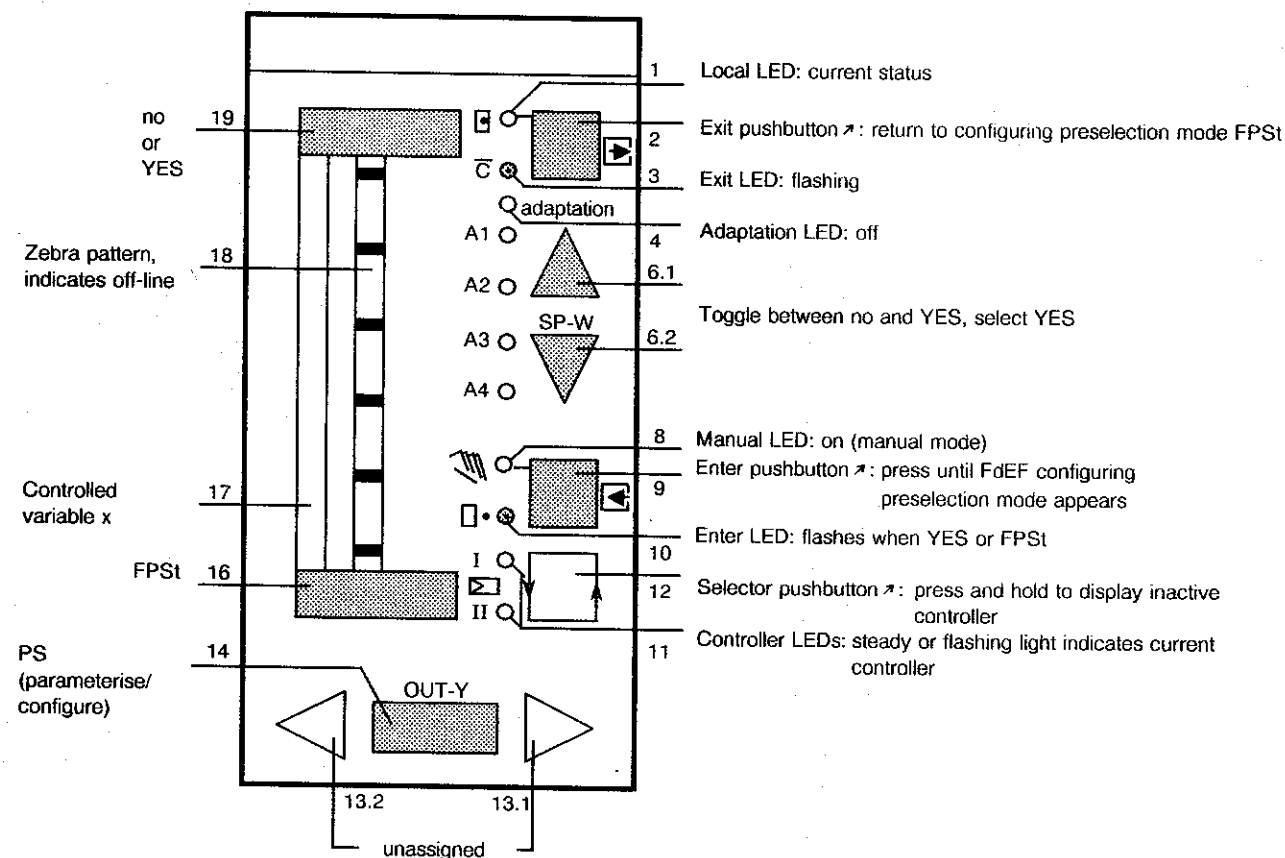 1 Local LED: current status
no
or
YES
19
2 Exit pushbutton ↗: return to configuring preselection mode FPSt
C̅
3 Exit LED: flashing
adaptation
A1
4 Adaptation LED: off
Zebra pattern,
indicates off-line
18
6.1
A2
SP-W
Toggle between no and YES, select YES
A3
6.2
A4
8 Manual LED: on (manual mode)
9 Enter pushbutton ↗: press until FdEF configuring
preselection mode appears
Controlled
variable x
17
10 Enter LED: flashes when YES or FPSt
I
FPSt 16
12 Selector pushbutton ↗: press and hold to display inactive
controller
II
11 Controller LEDs: steady or flashing light indicates current
controller
PS
(parameterise/
configure)
14
OUT-Y
13.2 13.1
unassigned